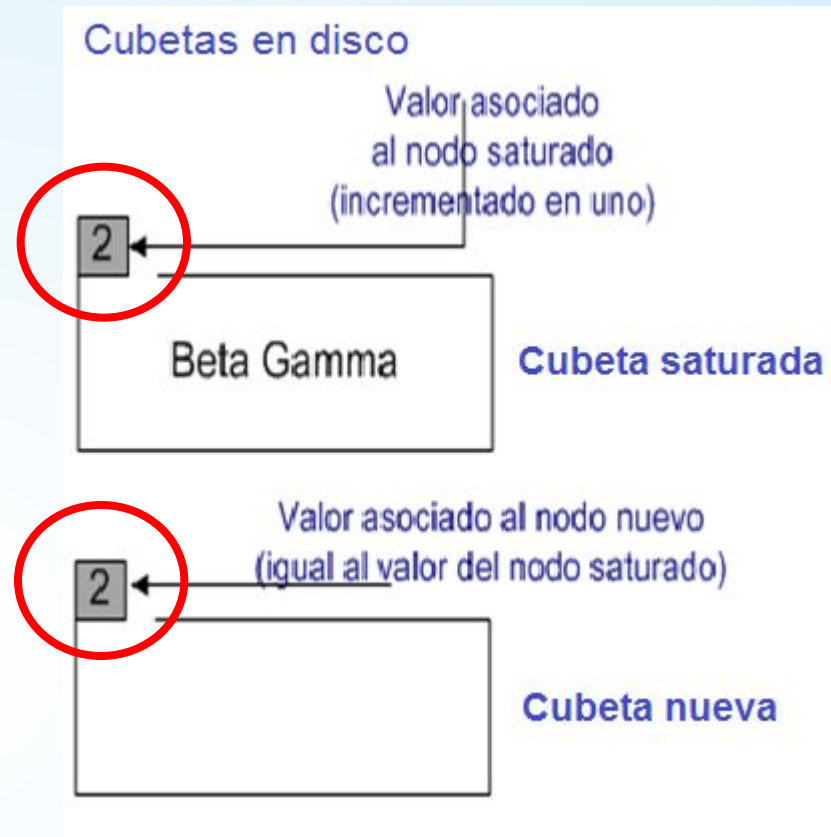 Cubetas en disco
Valor asociado
al nodo saturado
(incrementado en uno)
2
Beta Gamma
Cubeta saturada
Valor asociado al nodo nuevo
(igual al valor del nodo saturado)
2
Cubeta nueva